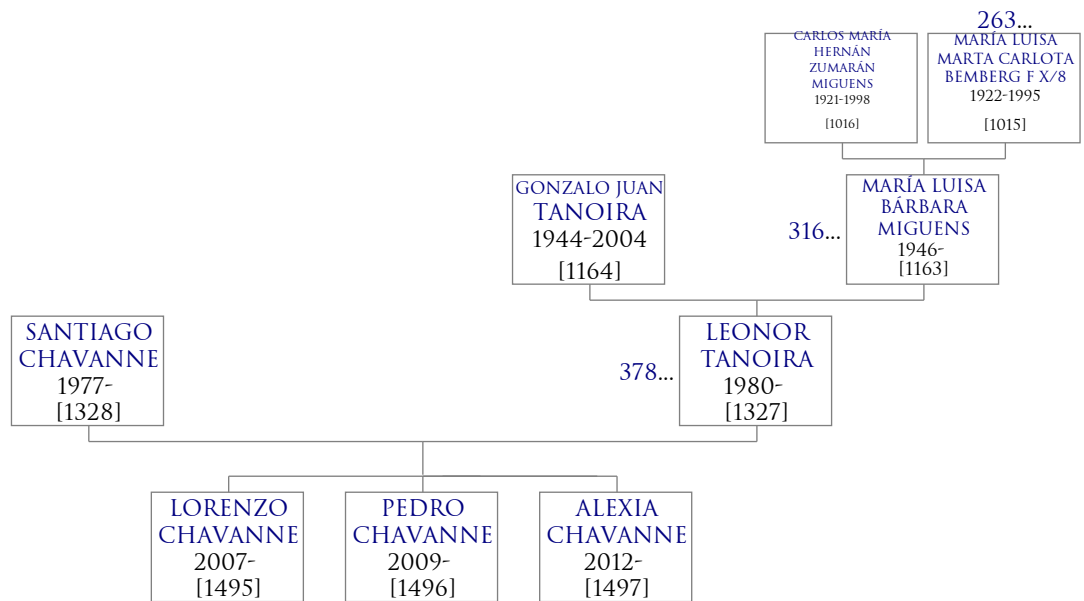 263...
CARLOS MARÍA
HERNÁN
ZUMARÁN
MIGUENS
1921-1998
[1016]
MARÍA LUISA
MARTA CARLOTA
BEMBERG F X/8
1922-1995
[1015]
GONZALO JUAN
TANOIRA
1944-2004
[1164]
316...
MARÍA LUISA
BÁRBARA
MIGUENS
1946-
[1163]
SANTIAGO
CHAVANNE
1977-
[1328]
378...
LEONOR
TANOIRA
1980-
[1327]
LORENZO
CHAVANNE
2007-
[1495]
PEDRO
CHAVANNE
2009-
[1496]
ALEXIA
CHAVANNE
2012-
[1497]